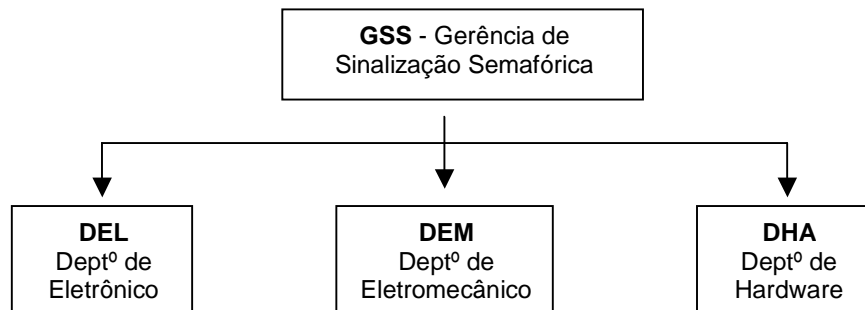 GSS - Gerência de
Sinalização Semafórica
DEL
Deptº de
Eletrônico
DEM
Deptº de
Eletromecânico
DHA
Deptº de
Hardware